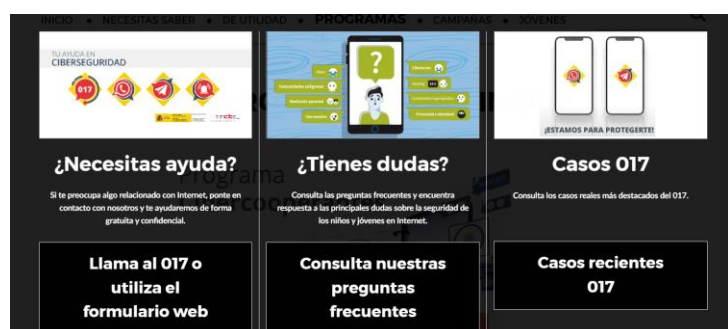 INICIO • NECESITAS SABER • DE UTILIDAD • PROGRAMAS • CAMPAÑAS • JÓVENES
TU AYUDA EN
CIBERSEGURIDAD
017
¿Necesitas ayuda?
Si te preocupa algo relacionado con Internet, ponte en
contacto con nosotros y te ayudaremos de forma
gratuita y confidencial.
Llama al 017 o
utiliza el
formulario web
?
¿Tienes dudas?
Consulta las preguntas frecuentes y encuentra
respuesta a las principales dudas sobre la seguridad de
los niños y jóvenes en Internet.
Consulta nuestras
preguntas
frecuentes
¡ESTAMOS PARA PROTEGERTE!
Casos 017
Consulta los casos reales más destacados del 017.
Casos recientes
017
Programa